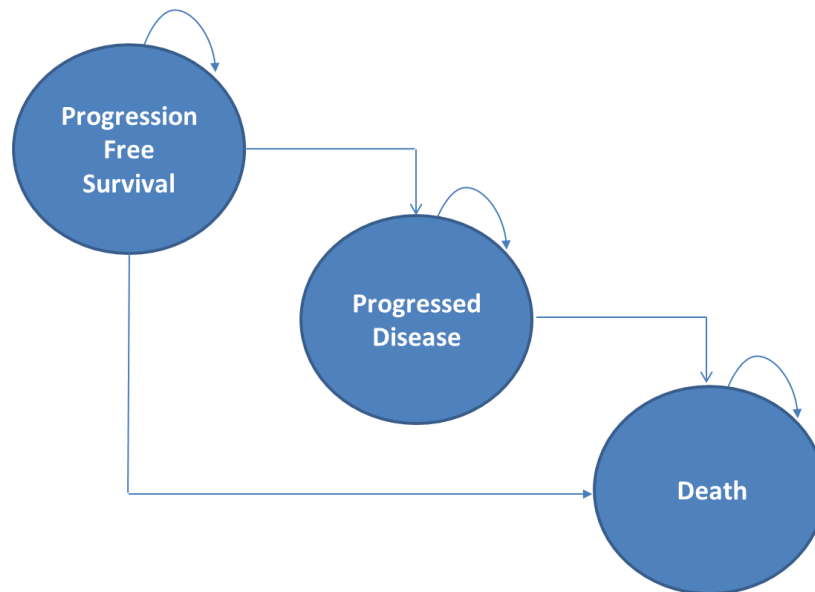 Progression
Free
Survival
Progressed
Disease
Death